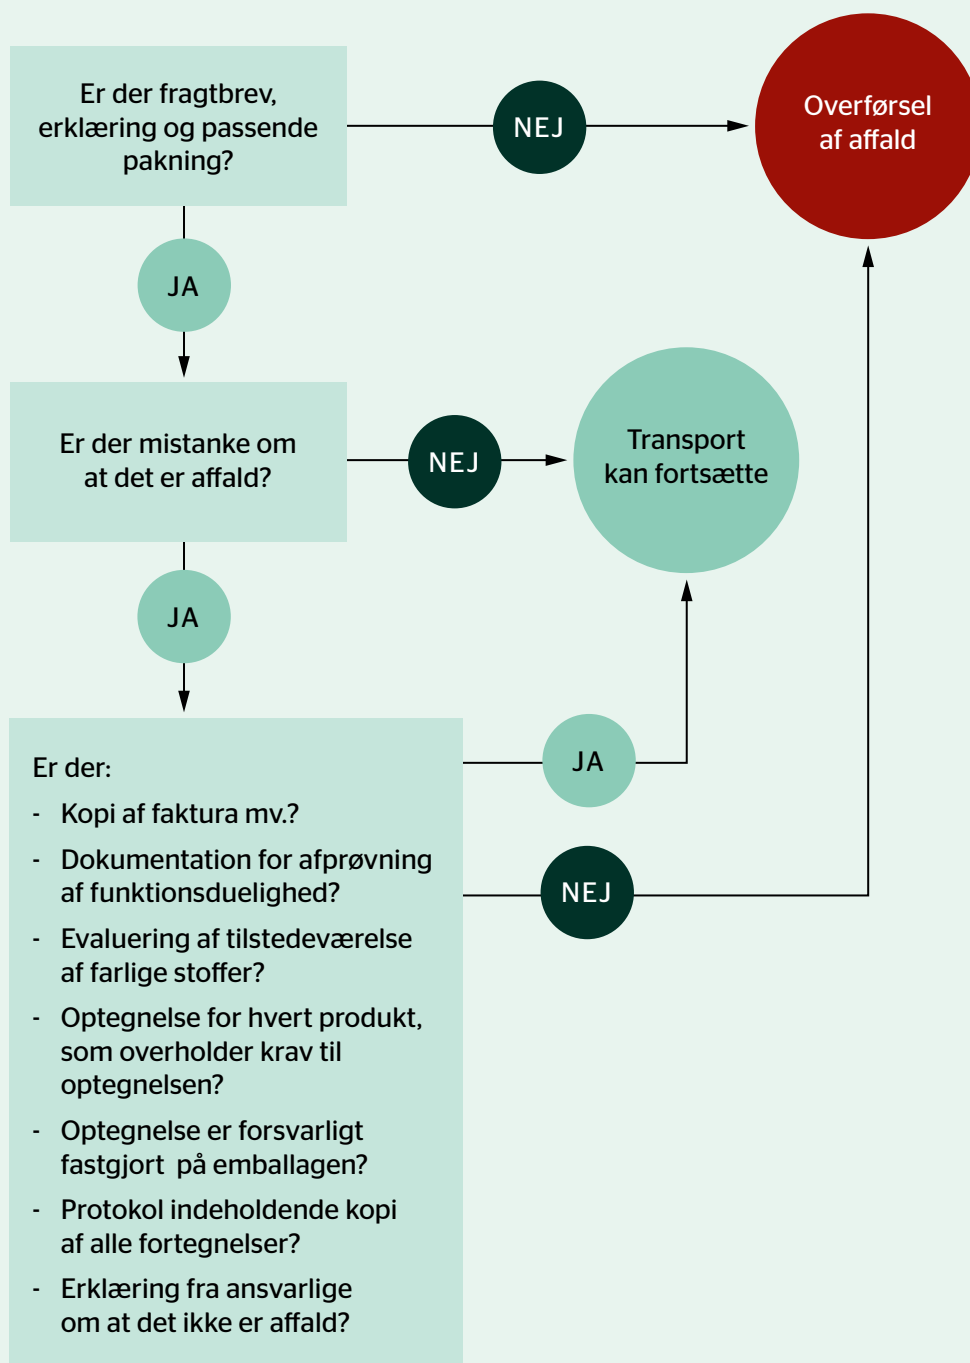 Er der fragtbrev,
erklæring og passende
pakning?
NEJ
Overførsel
af affald
JA
Er der mistanke om
at det er affald?
NEJ
Transport
kan fortsætte
JA
Er der:
- Kopi af faktura mv.?
- Dokumentation for afprøvning
af funktionsduelighed?
- Evaluering af tilstedeværelse
af farlige stoffer?
- Optegnelse for hvert produkt,
som overholder krav til
optegnelsen?
- Optegnelse er forsvarligt
fastgjort på emballagen?
- Protokol indeholdende kopi
af alle fortegnelser?
- Erklæring fra ansvarlige
om at det ikke er affald?
JA
NEJ